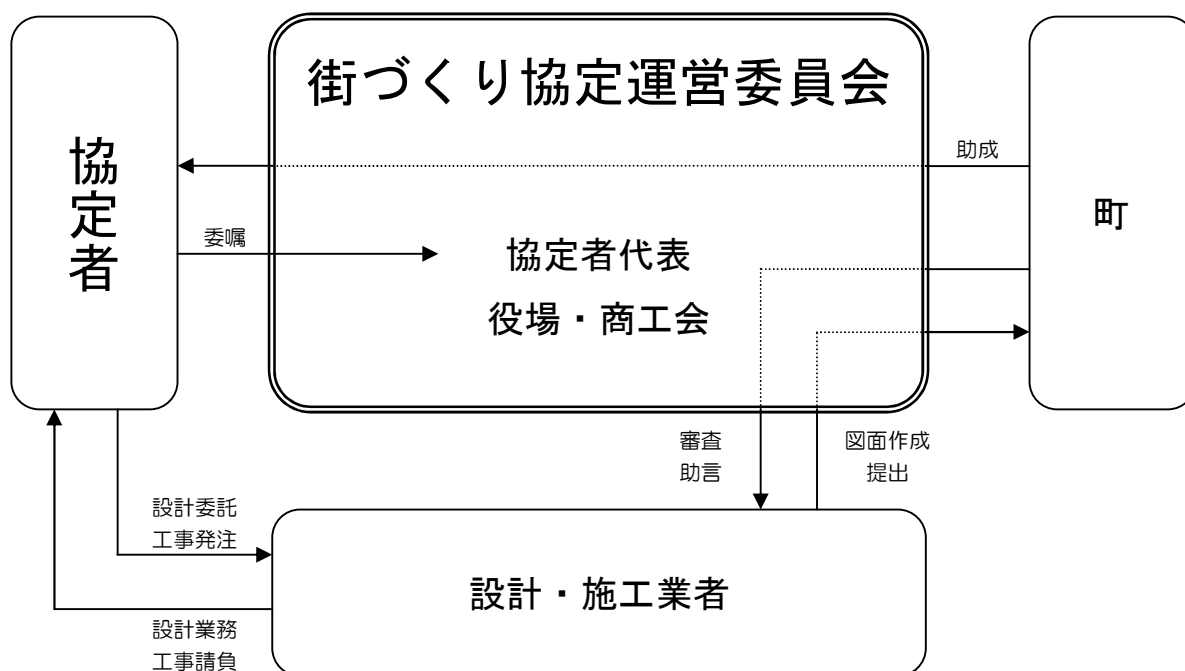 街づくり協定運営委員会
協定者
助成
町
委嘱
協定者代表
役場・商工会
審査
助言
図面作成
提出
設計委託
工事発注
設計・施工業者
設計業務
工事請負